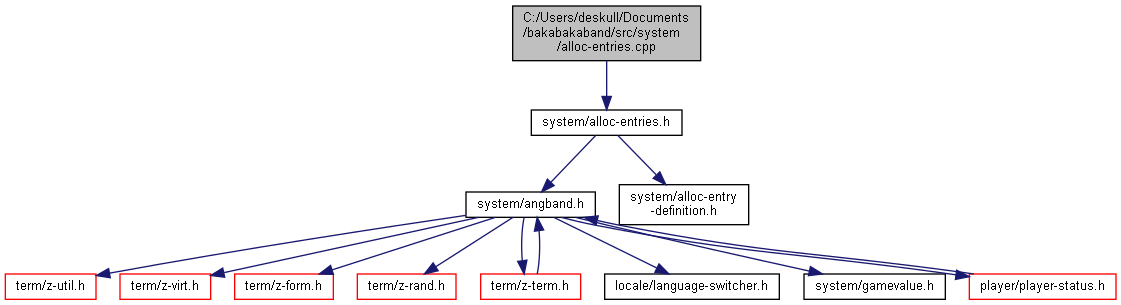 C:/Users/deskull/Documents
/bakabakaband/src/system
/alloc-entries.cpp
system/alloc-entries.h
system/angband.h
system/alloc-entry
-definition.h
term/z-util.h
term/z-virt.h
term/z-form.h
term/z-rand.h
term/z-term.h
locale/language-switcher.h
system/gamevalue.h
player/player-status.h